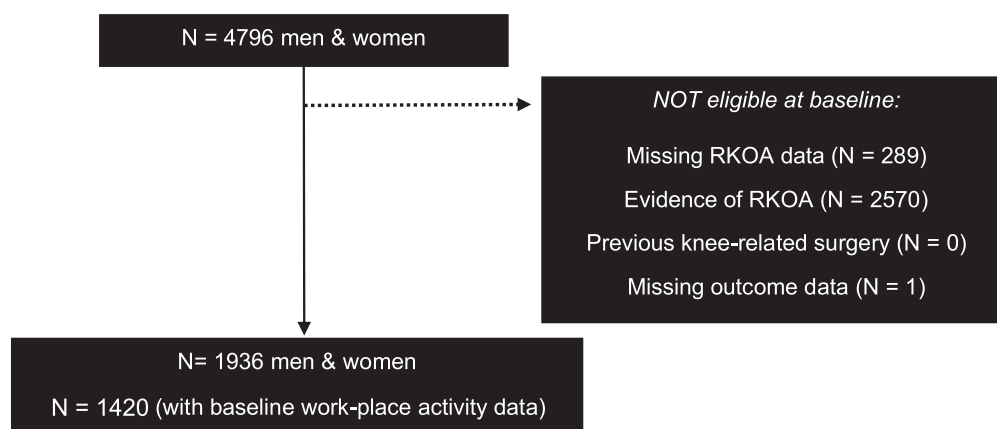 N = 4796 men & women
NOT eligible at baseline:
Missing RKOA data (N = 289)
Evidence of RKOA (N = 2570)
Previous knee-related surgery (N = 0)
Missing outcome data (N = 1)
N= 1936 men & women
N = 1420 (with baseline work-place activity data)